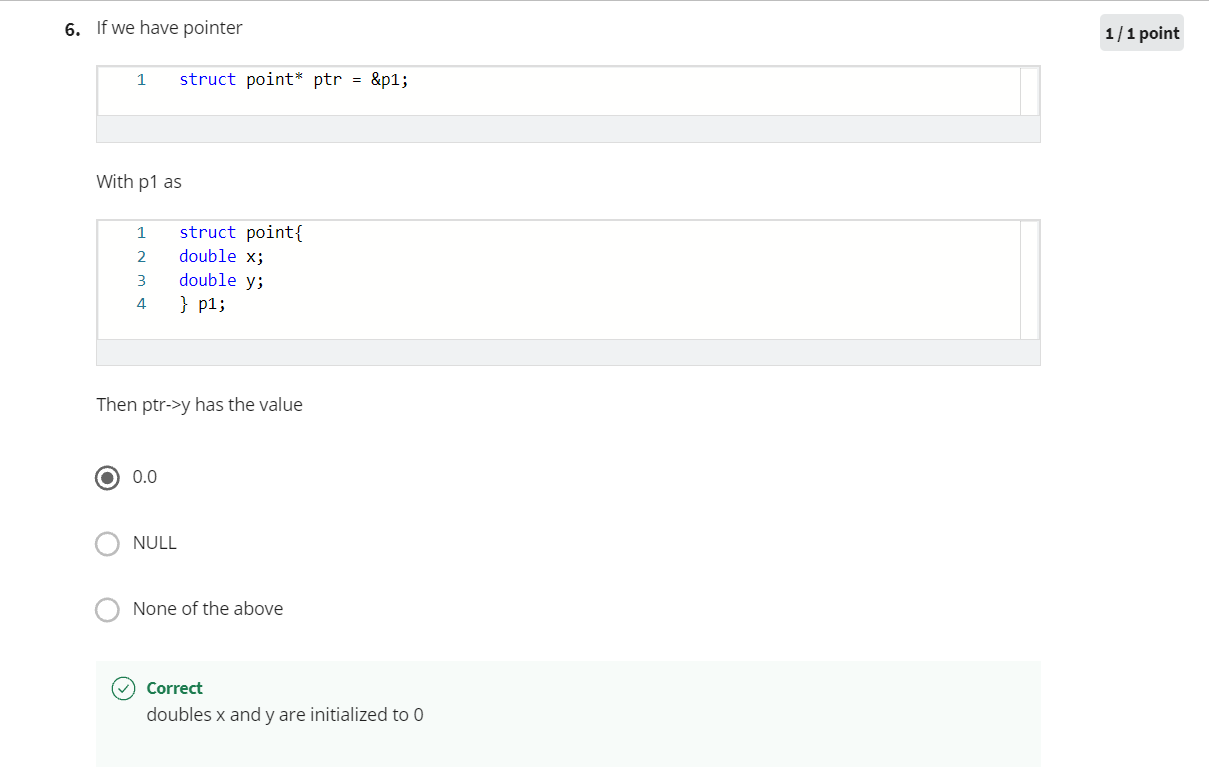 6. If we have pointer
1 / 1 point
1 struct point* ptr = &p1;
With p1 as
1 struct point{
2 double x;
3 double y;
4 } p1;
Then ptr->y has the value
0.0
NULL
None of the above
Correct
doubles x and y are initialized to 0